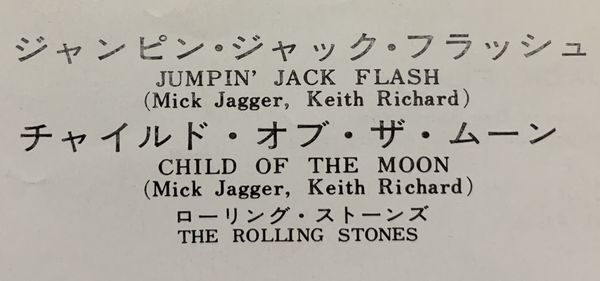 ジャンピン・ジャック・フラッシュ
JUMPIN' JACK FLASH
(Mick Jagger, Keith Richard)
チャイルド・オブ・ザ・ムーン
CHILD OF THE MOON
(Mick Jagger, Keith Richard)
ローリング・ストーンズ
THE ROLLING STONES